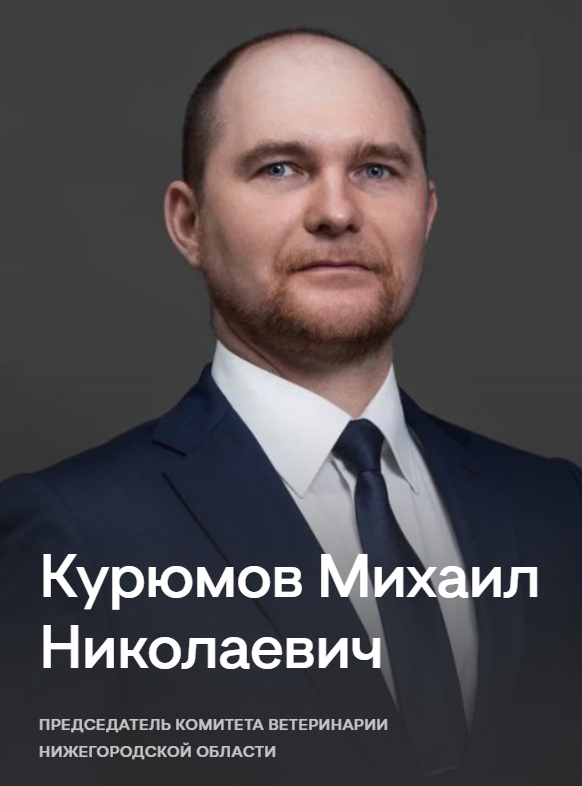 Курюмов Михаил
Николаевич
ПРЕДСЕДАТЕЛЬ КОМИТЕТА ВЕТЕРИНАРИИ
НИЖЕГОРОДСКОЙ ОБЛАСТИ